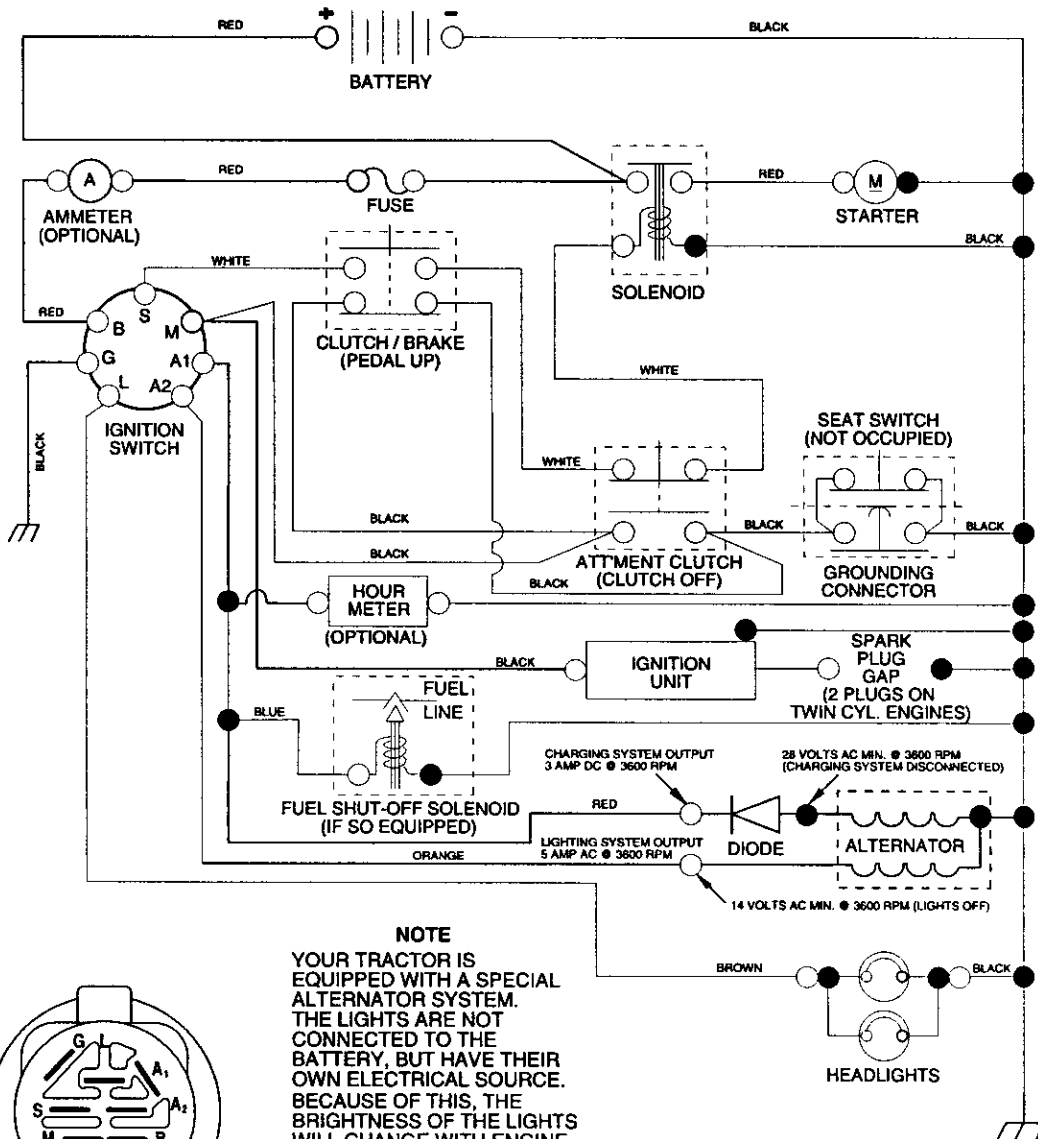 + -
RED
BLACK
BATTERY
A
RED
RED
M
AMMETER
(OPTIONAL)
FUSE
STARTER
WHITE
BLACK
SOLENOID
RED
S
B
M
G
A1
L
A2
CLUTCH / BRAKE
(PEDAL UP)
IGNITION
SWITCH
WHITE
BLACK
SEAT SWITCH
(NOT OCCUPIED)
WHITE
BLACK
BLACK
BLACK
BLACK
ATT'MENT CLUTCH
(CLUTCH OFF)
GROUNDING
CONNECTOR
BLACK
HOUR
METER
(OPTIONAL)
BLACK
IGNITION
UNIT
SPARK
PLUG
GAP
(2 PLUGS ON
TWIN CYL. ENGINES)
FUEL
LINE
BLUE
FUEL SHUT-OFF SOLENOID
(IF SO EQUIPPED)
CHARGING SYSTEM OUTPUT
3 AMP DC @ 3600 RPM
28 VOLTS AC MIN. @ 3600 RPM
(CHARGING SYSTEM DISCONNECTED)
RED
DIODE
ALTERNATOR
LIGHTING SYSTEM OUTPUT
5 AMP AC @ 3600 RPM
ORANGE
14 VOLTS AC MIN. @ 3600 RPM (LIGHTS OFF)
BROWN
BLACK
HEADLIGHTS
NOTE
YOUR TRACTOR IS
EQUIPPED WITH A SPECIAL
ALTERNATOR SYSTEM.
THE LIGHTS ARE NOT
CONNECTED TO THE
BATTERY, BUT HAVE THEIR
OWN ELECTRICAL SOURCE.
BECAUSE OF THIS, THE
BRIGHTNESS OF THE LIGHTS
WILL CHANGE WITH ENGINE
G L
A1
A2
S
M B